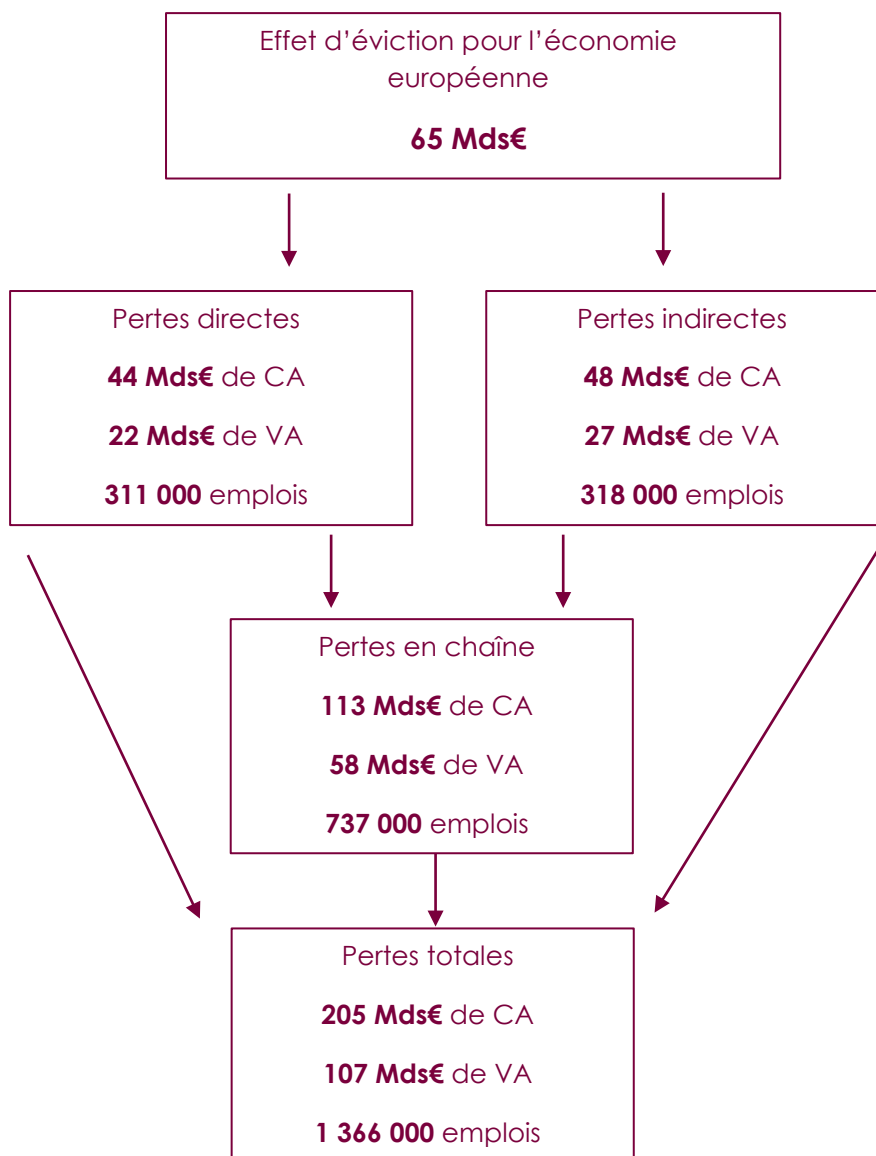 Effet d’éviction pour l’économie
européenne
65 Mds€
Pertes directes
44 Mds€ de CA
22 Mds€ de VA
311 000 emplois
Pertes indirectes
48 Mds€ de CA
27 Mds€ de VA
318 000 emplois
Pertes en chaîne
113 Mds€ de CA
58 Mds€ de VA
737 000 emplois
Pertes totales
205 Mds€ de CA
107 Mds€ de VA
1 366 000 emplois